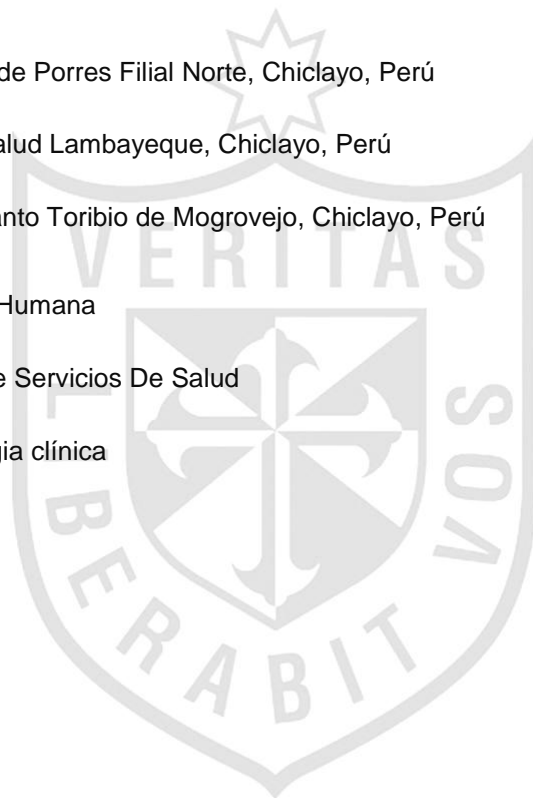 de Porres Filial Norte, Chiclayo, Perú
alud Lambayeque, Chiclayo, Perú
anto Toribio de Mogrovejo, Chiclayo, Perú
VERITAS
Humana
e Servicios De Salud
gia clínica
LIBERABIT VOS